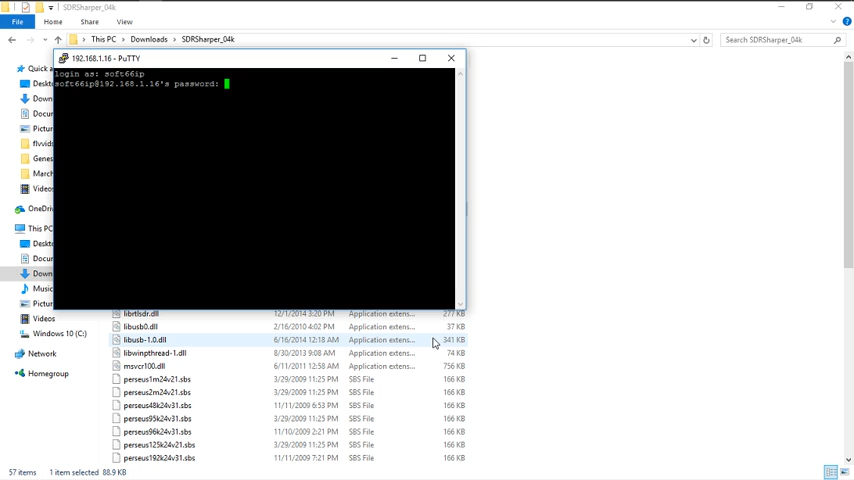 SDRSharper_04k
File
Home
Share
View
This PC
Downloads
SDRSharper_04k
Search SDRSharper_04k
192.168.1.16 - PuTTY
login as: soft66ip
soft66ip@192.168.1.16's password:
Quick a
Deskt
Down
Docu
Pictur
flvvids
Genes
March
Videos
OneDriv
This PC
Deskto
Docum
Down
Music
Pictur
Videos
Windows 10 (C:)
Network
Homegroup
librtlsdr.dll 12/1/2014 3:20 PM Application extens... 277 KB
libusb0.dll 2/16/2010 4:02 PM Application extens... 37 KB
libusb-1.0.dll 6/16/2014 12:18 AM Application extens... 341 KB
libwinpthread-1.dll 8/30/2013 9:08 AM Application extens... 74 KB
msvcr100.dll 6/11/2011 12:58 AM Application extens... 756 KB
perseus1m24v21.sbs 3/29/2009 11:25 PM SBS File 166 KB
perseus2m24v21.sbs 3/29/2009 11:25 PM SBS File 166 KB
perseus48k24v31.sbs 11/11/2009 6:53 PM SBS File 166 KB
perseus95k24v31.sbs 3/29/2009 11:25 PM SBS File 166 KB
perseus96k24v31.sbs 11/10/2009 2:21 PM SBS File 166 KB
perseus125k24v21.sbs 3/29/2009 11:25 PM SBS File 166 KB
perseus192k24v31.sbs 11/11/2009 7:21 PM SBS File 166 KB
57 items 1 item selected 88.9 KB